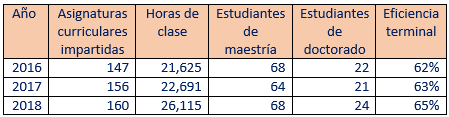 Año Asignaturas curriculares impartidas Horas de clase Estudiantes de maestría Estudiantes de doctorado Eficiencia terminal
2016 147 21,625 68 22 62%
2017 156 22,691 64 21 63%
2018 160 26,115 68 24 65%